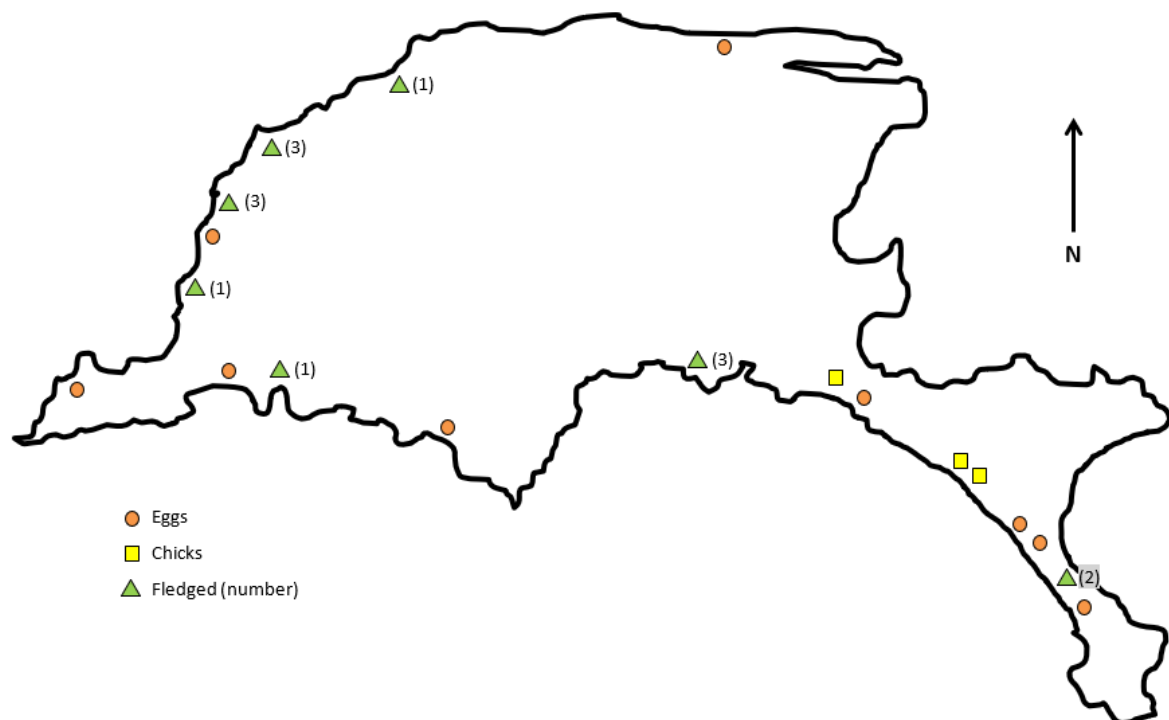 (1)
(3)
(3)
N
(1)
(3)
(1)
Eggs
Chicks
(2)
Fledged (number)